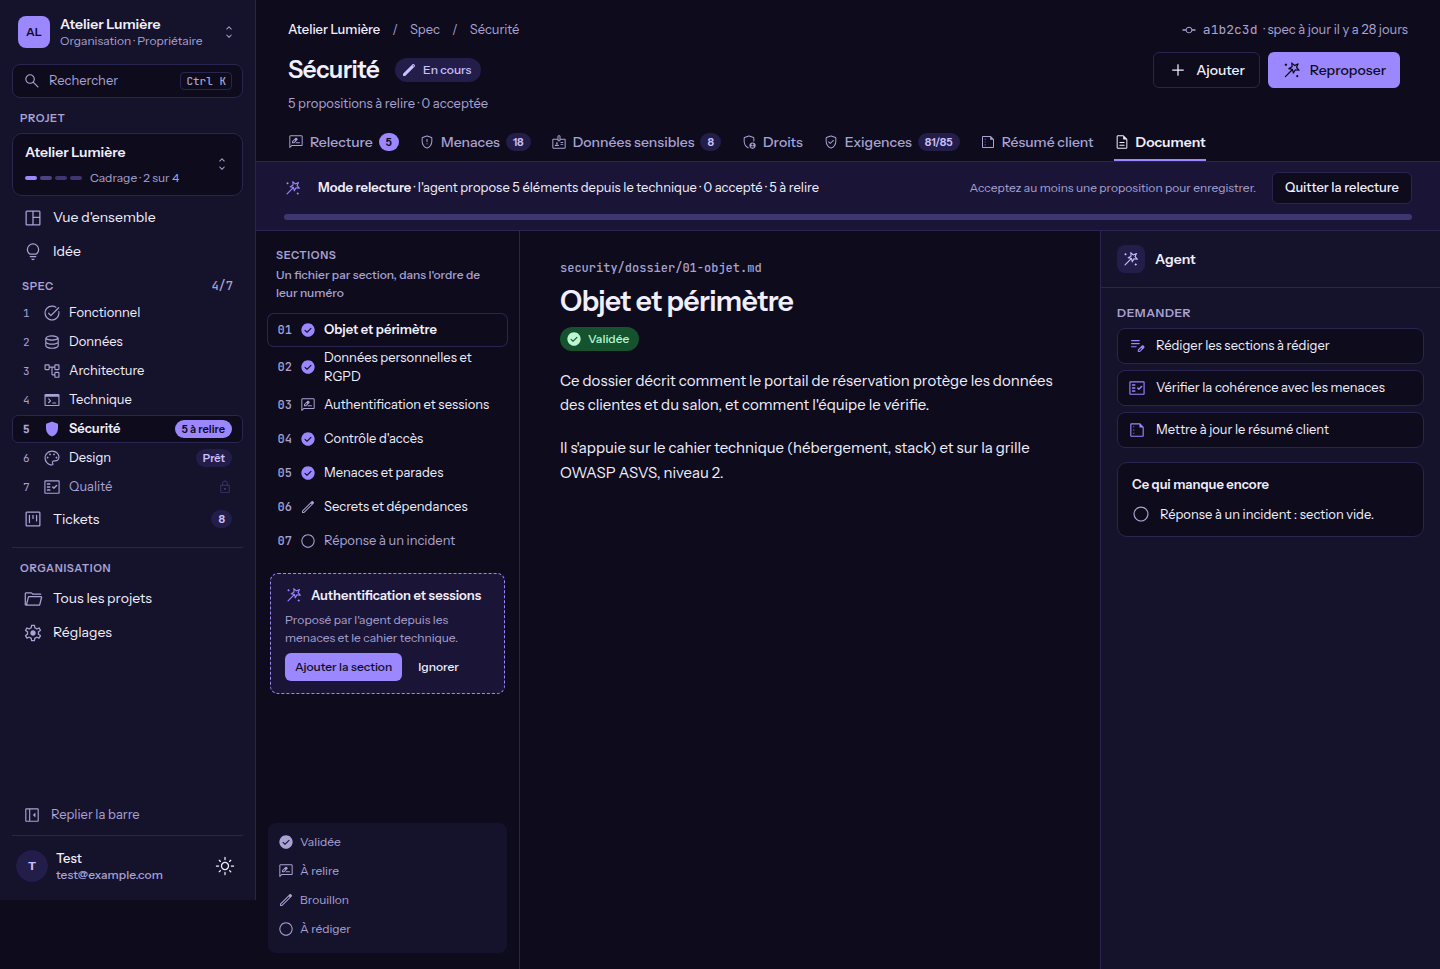 AL
Atelier Lumière
Organisation · Propriétaire
Rechercher
Ctrl K
PROJET
Atelier Lumière
Cadrage · 2 sur 4
Vue d'ensemble
Idée
SPEC
4/7
1 Fonctionnel
2 Données
3 Architecture
4 Technique
5 Sécurité
5 à relire
6 Design
Prêt
7 Qualité
Tickets
8
ORGANISATION
Tous les projets
Réglages
Replier la barre
T
Test
test@example.com
Atelier Lumière / Spec / Sécurité
a1b2c3d · spec à jour il y a 28 jours
Sécurité
En cours
Ajouter
Reproposer
5 propositions à relire · 0 acceptée
Relecture 5
Menaces 18
Données sensibles 8
Droits
Exigences 81/85
Résumé client
Document
Mode relecture · l'agent propose 5 éléments depuis le technique · 0 accepté · 5 à relire
Acceptez au moins une proposition pour enregistrer.
Quitter la relecture
SECTIONS
Un fichier par section, dans l'ordre de
leur numéro
01 Objet et périmètre
02 Données personnelles et
RGPD
03 Authentification et sessions
04 Contrôle d'accès
05 Menaces et parades
06 Secrets et dépendances
07 Réponse à un incident
Authentification et sessions
Proposé par l'agent depuis les
menaces et le cahier technique.
Ajouter la section
Ignorer
Validée
À relire
Brouillon
À rédiger
security/dossier/01-objet.md
Objet et périmètre
Validée
Ce dossier décrit comment le portail de réservation protège les données
des clientes et du salon, et comment l'équipe le vérifie.
Il s'appuie sur le cahier technique (hébergement, stack) et sur la grille
OWASP ASVS, niveau 2.
Agent
DEMANDER
Rédiger les sections à rédiger
Vérifier la cohérence avec les menaces
Mettre à jour le résumé client
Ce qui manque encore
Réponse à un incident : section vide.